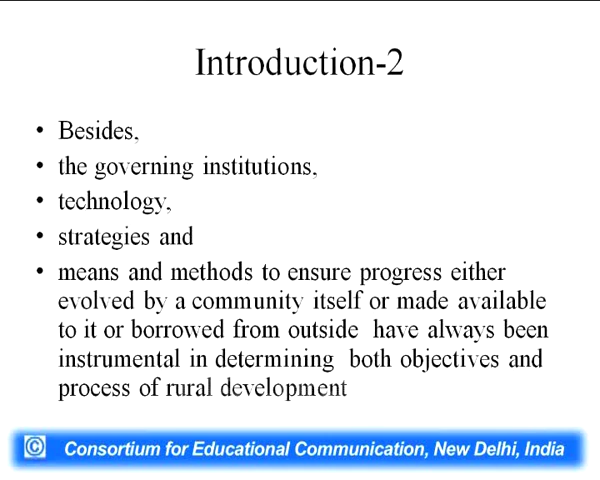 Introduction-2
• Besides,
• the governing institutions,
• technology,
• strategies and
• means and methods to ensure progress either
evolved by a community itself or made available
to it or borrowed from outside have always been
instrumental in determining both objectives and
process of rural development
© Consortium for Educational Communication, New Delhi, India